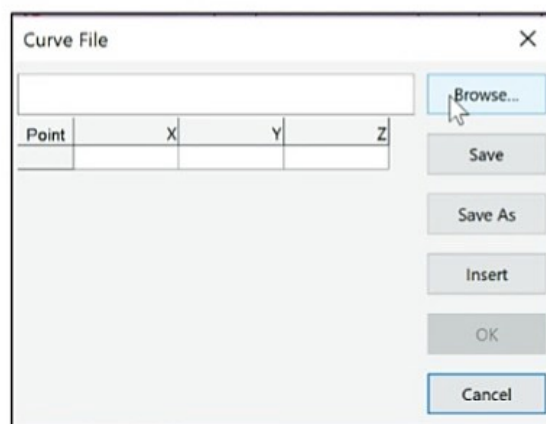 Curve File
Browse...
Point X Y Z
Save
Save As
Insert
OK
Cancel